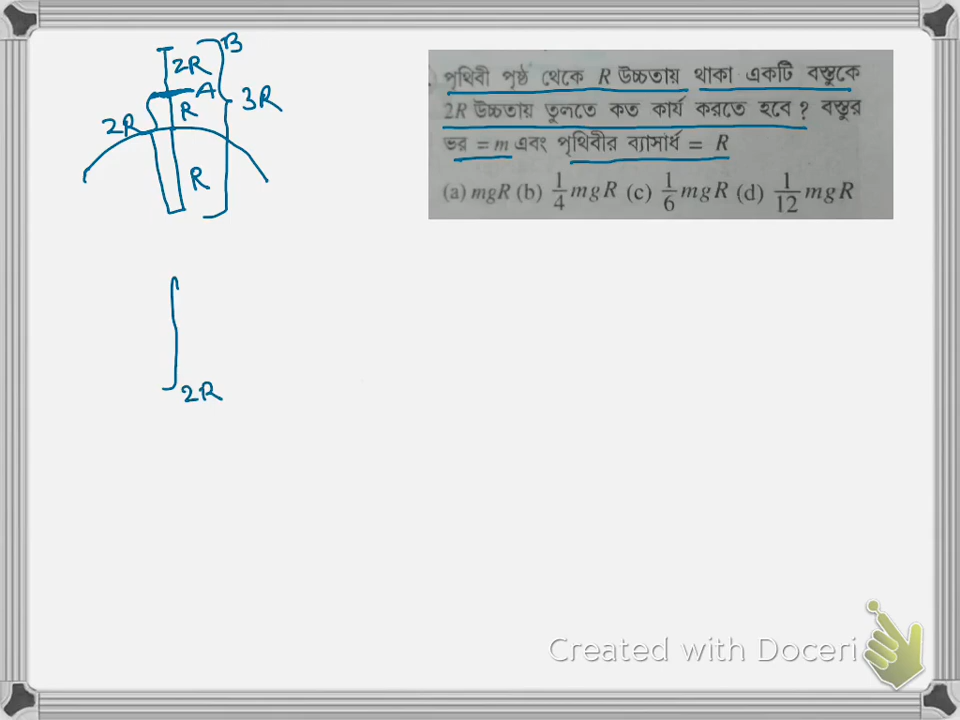 2R B
A
R 3R
2R
R
পৃথিবী পৃষ্ঠ থেকে R উচ্চতায় থাকা একটি বস্তুকে
2R উচ্চতায় তুলতে কত কার্য করতে হবে ? বস্তুর
ভর = m এবং পৃথিবীর ব্যাসার্ধ = R
(a) mgR (b) 1/4 mgR (c) 1/6 mgR (d) 1/12 mgR
2R
Created with Doceri